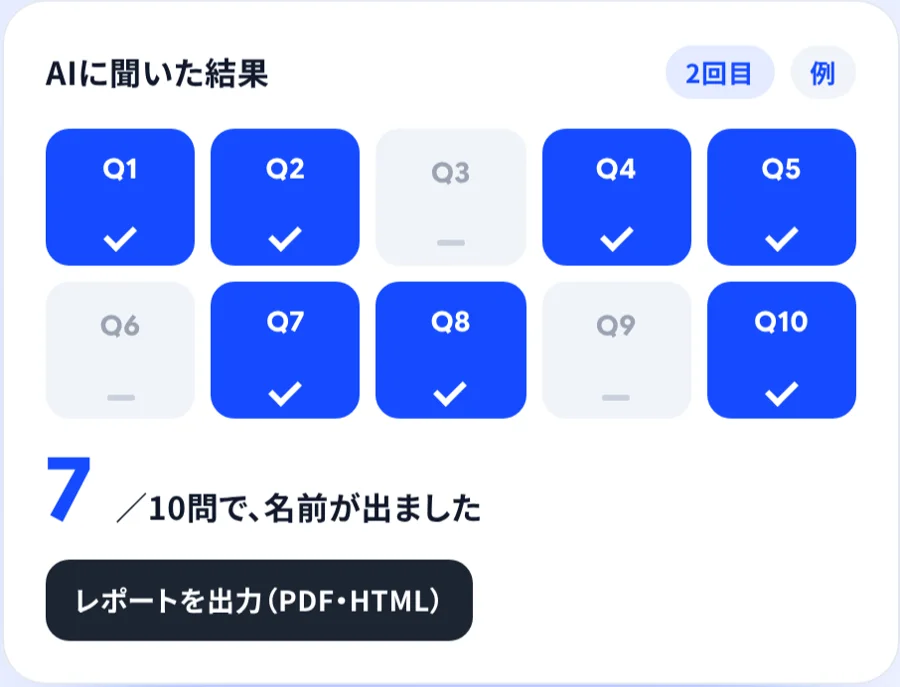 AIに聞いた結果
2回目
例
Q1
Q2
Q3
Q4
Q5
Q6
Q7
Q8
Q9
Q10
7／10問で、名前が出ました
レポートを出力（PDF・HTML）